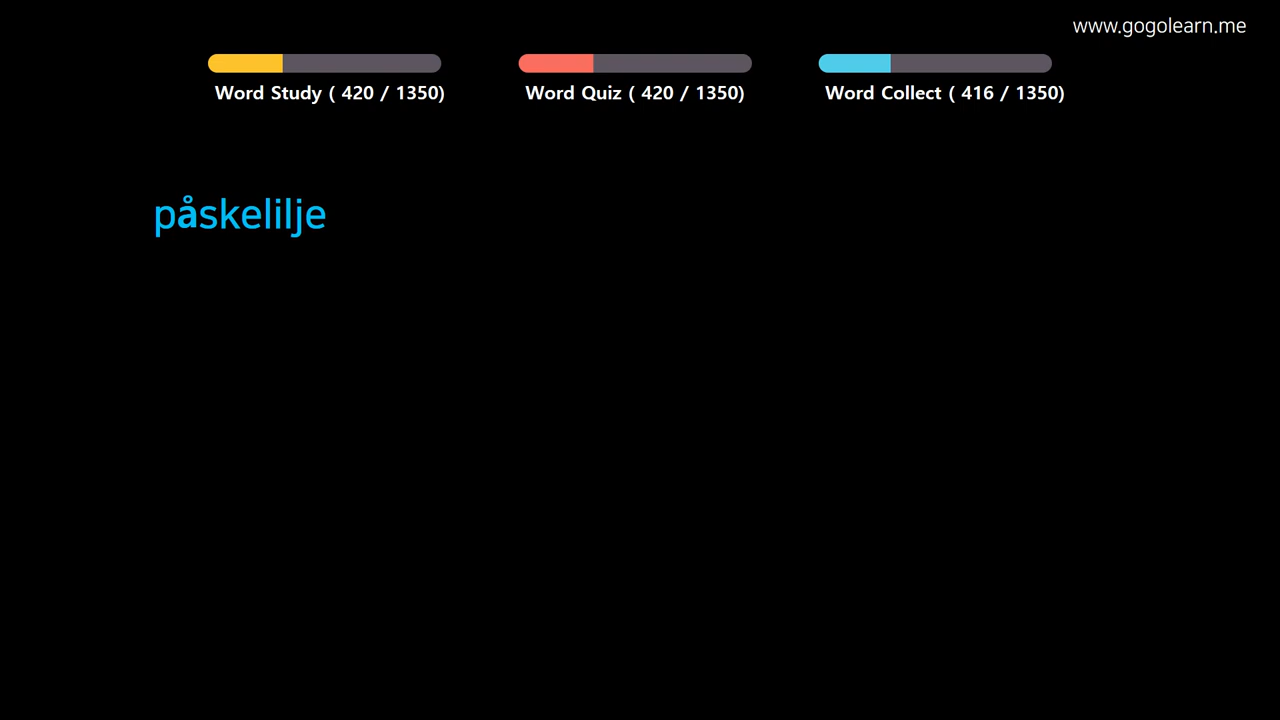 www.gogolearn.me
Word Study ( 420 / 1350)
Word Quiz ( 420 / 1350)
Word Collect ( 416 / 1350)
påskelilje